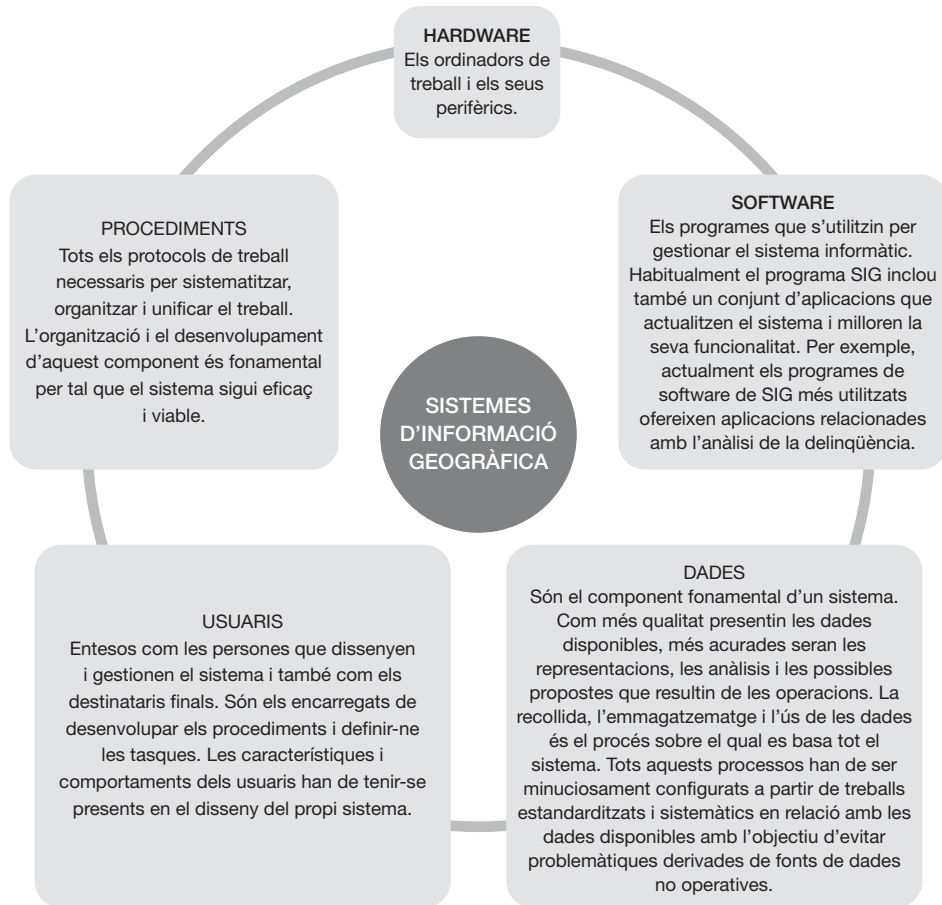 HARDWARE
Els ordinadors de
treball i els seus
perifèrics.
SOFTWARE
Els programes que s’utilitzin per
gestionar el sistema informàtic.
Habitualment el programa SIG inclou
també un conjunt d’aplicacions que
actualitzen el sistema i milloren la
seva funcionalitat. Per exemple,
actualment els programes de
software de SIG més utilitzats
ofereixen aplicacions relacionades
amb l’anàlisi de la delinqüència.
DADES
Són el component fonamental d’un sistema.
Com més qualitat presentin les dades
disponibles, més acurades seran les
representacions, les anàlisis i les possibles
propostes que resultin de les operacions. La
recollida, l’emmagatzematge i l’ús de les dades
és el procés sobre el qual es basa tot el
sistema. Tots aquests processos han de ser
minuciosament configurats a partir de treballs
estandarditzats i sistemàtics en relació amb les
dades disponibles amb l’objectiu d’evitar
problemàtiques derivades de fonts de dades
no operatives.
USUARIS
Entesos com les persones que dissenyen
i gestionen el sistema i també com els
destinataris finals. Són els encarregats de
desenvolupar els procediments i definir-ne
les tasques. Les característiques i
comportaments dels usuaris han de tenir-se
presents en el disseny del propi sistema.
PROCEDIMENTS
Tots els protocols de treball
necessaris per sistematitzar,
organitzar i unificar el treball.
L’organització i el desenvolupament
d’aquest component és fonamental
per tal que el sistema sigui eficaç
i viable.
SISTEMES
D’INFORMACIÓ
GEOGRÀFICA